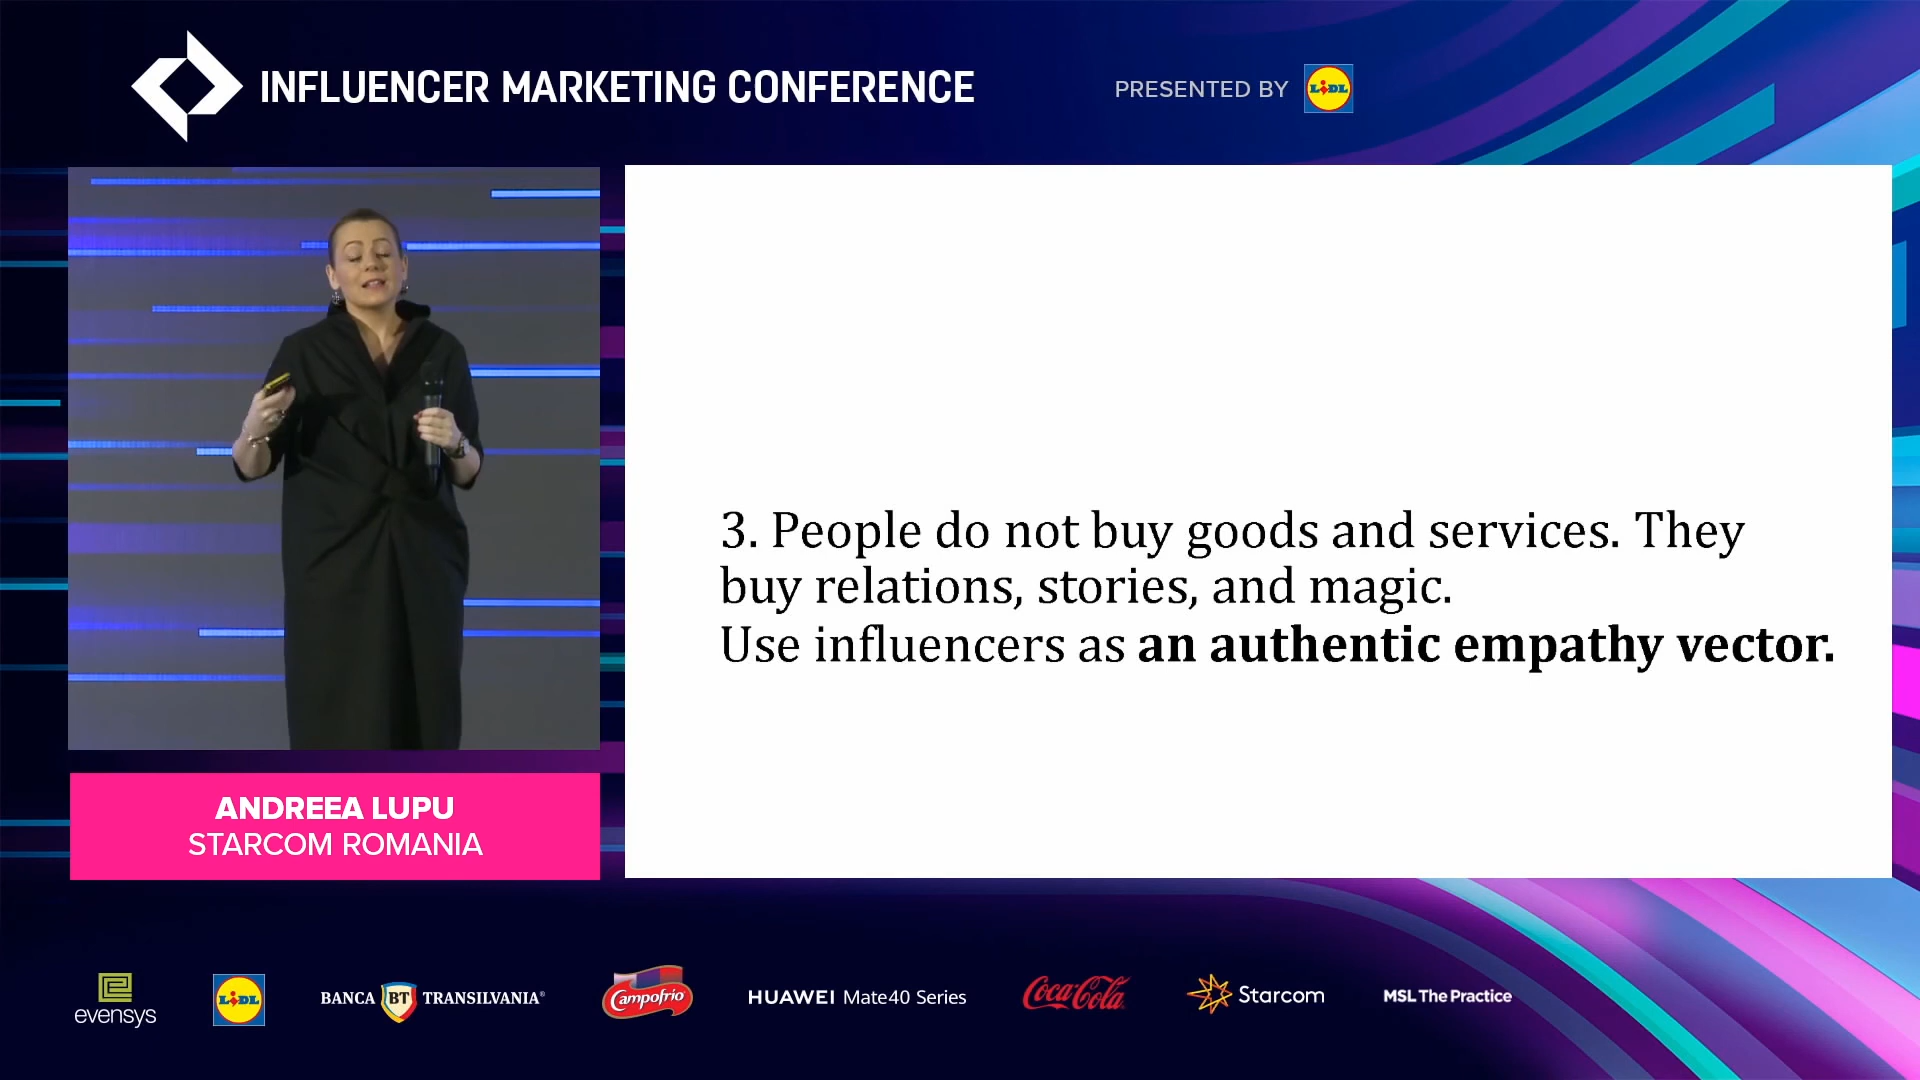 INFLUENCER MARKETING CONFERENCE
PRESENTED BY
LIDL
3. People do not buy goods and services. They
buy relations, stories, and magic.
Use influencers as an authentic empathy vector.
ANDREEA LUPU
STARCOM ROMANIA
evensys
LIDL
BANCA BT TRANSILVANIA®
Campofrío
HUAWEI Mate40 Series
Coca-Cola
Starcom
MSL The Practice